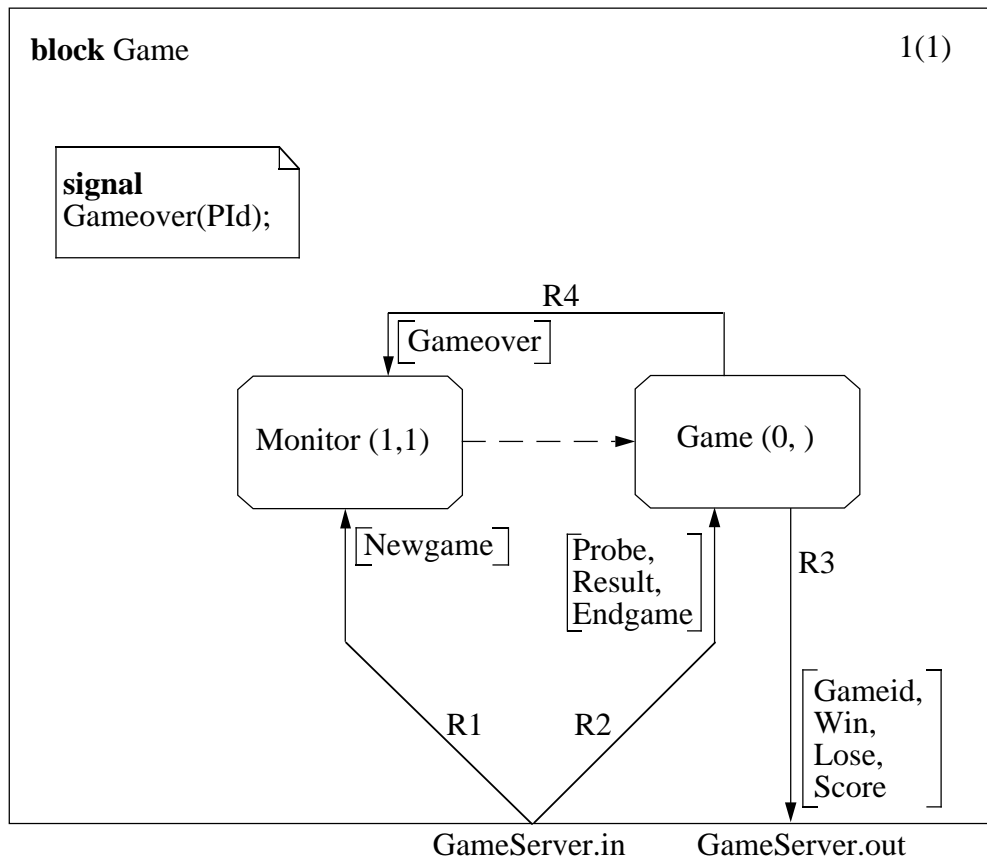 block Game
1(1)
signal
Gameover(PId);
R4
[Gameover]
Monitor (1,1)
Game (0, )
[Newgame]
[Probe,
Result,
Endgame]
R3
R1
R2
[Gameid,
Win,
Lose,
Score]
GameServer.in
GameServer.out